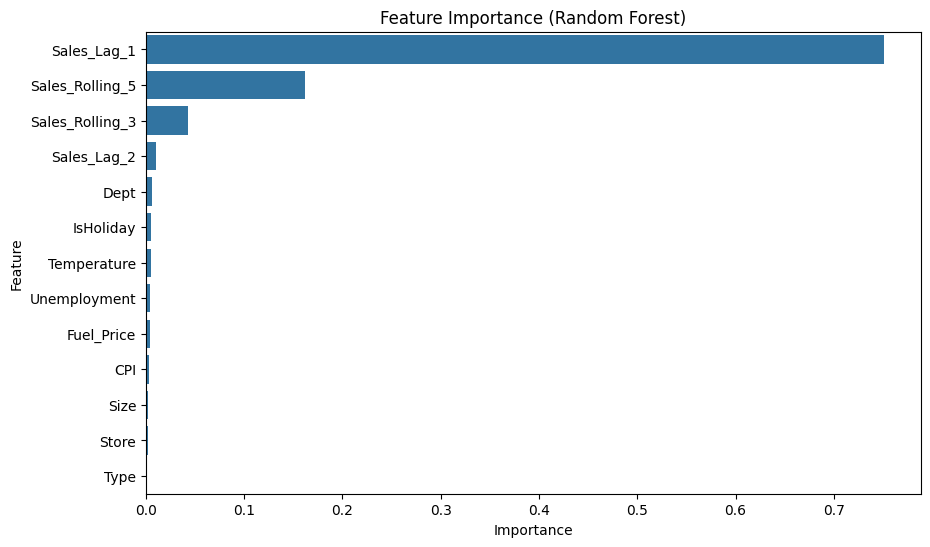 Feature Importance (Random Forest)
Sales_Lag_1
Sales_Rolling_5
Sales_Rolling_3
Sales_Lag_2
Dept
IsHoliday
Temperature
Unemployment
Fuel_Price
CPI
Size
Store
Type
Feature
0.0 0.1 0.2 0.3 0.4 0.5 0.6 0.7
Importance